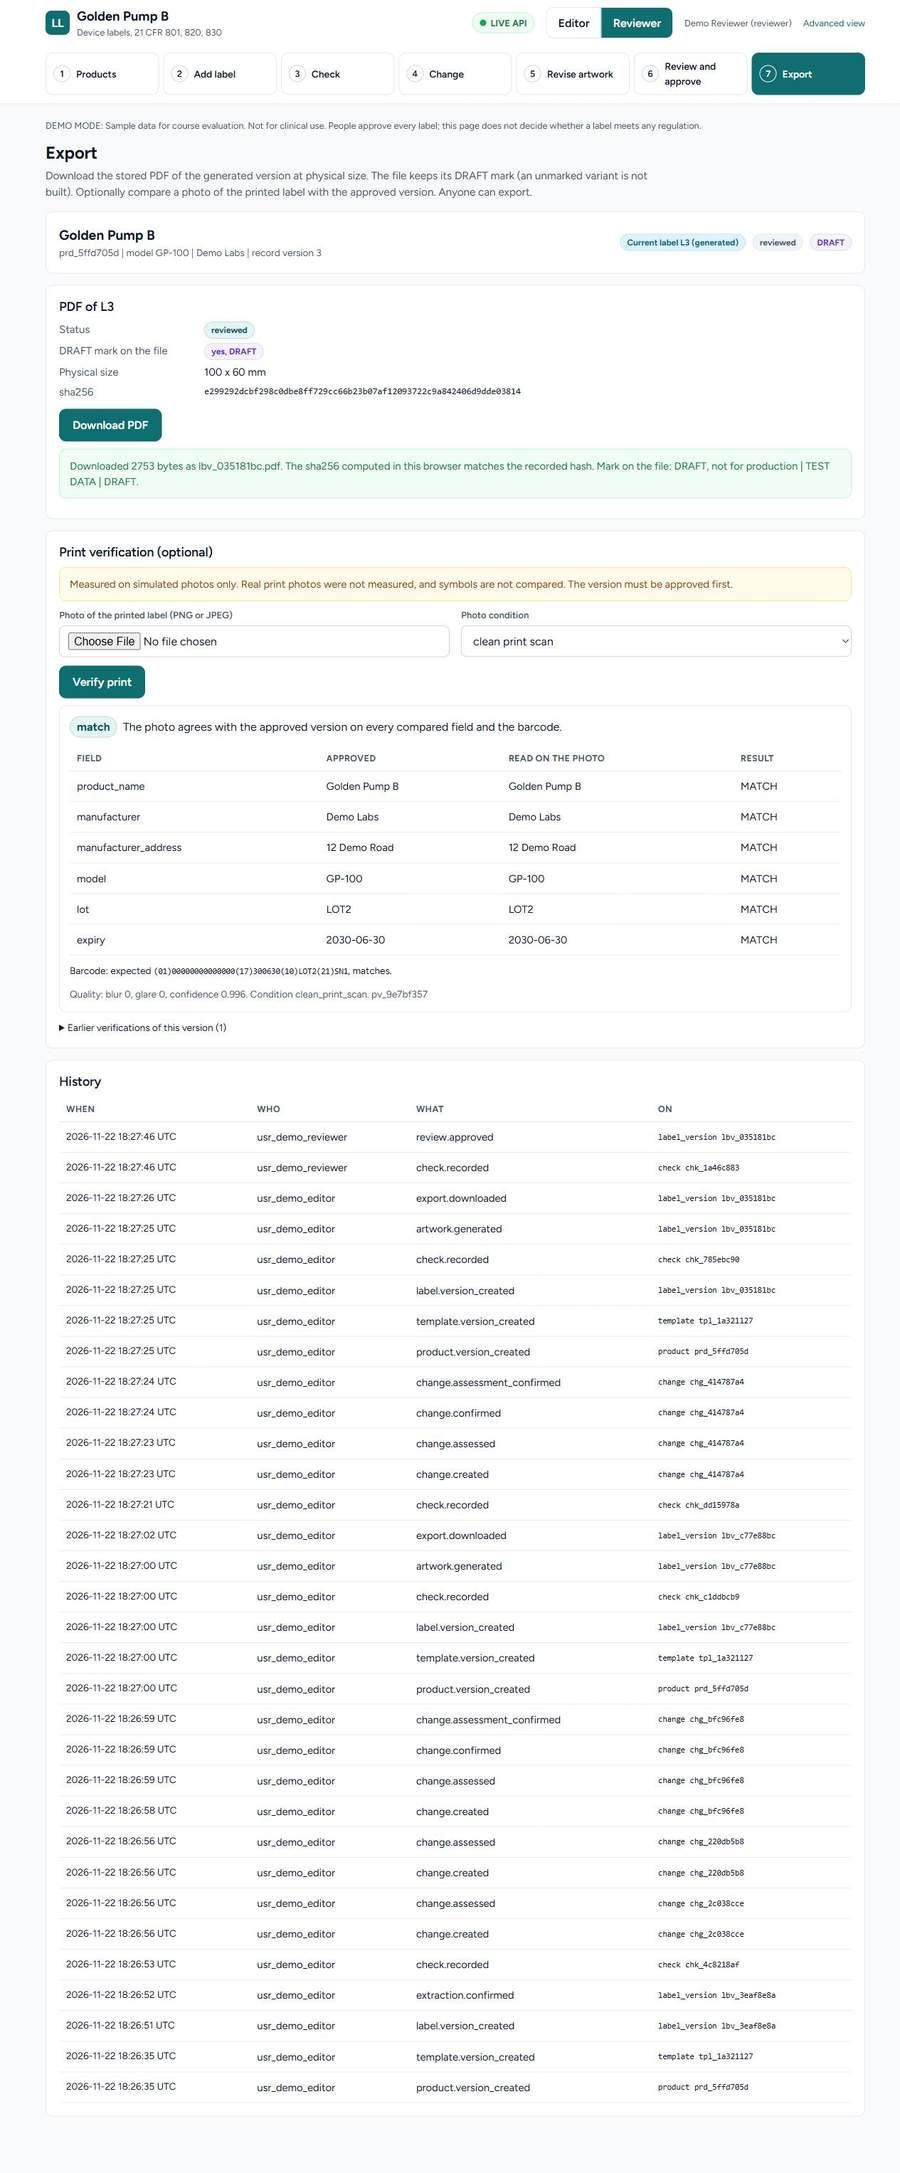 LL
Golden Pump B
Device labels, 21 CFR 801, 820, 830
LIVE API
Editor
Reviewer
Demo Reviewer (reviewer)
Advanced view
1 Products
2 Add label
3 Check
4 Change
5 Revise artwork
6 Review and approve
7 Export
DEMO MODE: Sample data for course evaluation. Not for clinical use. People approve every label; this page does not decide whether a label meets any regulation.
Export
Download the stored PDF of the generated version at physical size. The file keeps its DRAFT mark (an unmarked variant is not
built). Optionally compare a photo of the printed label with the approved version. Anyone can export.
Golden Pump B
prd_5ffd705d | model GP-100 | Demo Labs | record version 3
Current label L3 (generated)
reviewed
DRAFT
PDF of L3
Status reviewed
DRAFT mark on the file yes, DRAFT
Physical size 100 x 60 mm
sha256 e299292dcbf298c0dbe8ff729cc66b23b07af12093722c9a842406d9dde03814
Download PDF
Downloaded 2753 bytes as lbv_035181bc.pdf. The sha256 computed in this browser matches the recorded hash. Mark on the file: DRAFT, not for production | TEST
DATA | DRAFT.
Print verification (optional)
Measured on simulated photos only. Real print photos were not measured, and symbols are not compared. The version must be approved first.
Photo of the printed label (PNG or JPEG)
Photo condition
Choose File No file chosen
clean print scan
Verify print
match The photo agrees with the approved version on every compared field and the barcode.
FIELD APPROVED READ ON THE PHOTO RESULT
product_name Golden Pump B Golden Pump B MATCH
manufacturer Demo Labs Demo Labs MATCH
manufacturer_address 12 Demo Road 12 Demo Road MATCH
model GP-100 GP-100 MATCH
lot LOT2 LOT2 MATCH
expiry 2030-06-30 2030-06-30 MATCH
Barcode: expected (01)00000000000000(17)300630(10)LOT2(21)SN1, matches.
Quality: blur 0, glare 0, confidence 0.996. Condition clean_print_scan. pv_9e7bf357
▶ Earlier verifications of this version (1)
History
WHEN WHO WHAT ON
2026-11-22 18:27:46 UTC usr_demo_reviewer review.approved label_version lbv_035181bc
2026-11-22 18:27:46 UTC usr_demo_reviewer check.recorded check chk_1a46c883
2026-11-22 18:27:26 UTC usr_demo_editor export.downloaded label_version lbv_035181bc
2026-11-22 18:27:25 UTC usr_demo_editor artwork.generated label_version lbv_035181bc
2026-11-22 18:27:25 UTC usr_demo_editor check.recorded check chk_785ebc90
2026-11-22 18:27:25 UTC usr_demo_editor label.version_created label_version lbv_035181bc
2026-11-22 18:27:25 UTC usr_demo_editor template.version_created template tpl_1a321127
2026-11-22 18:27:25 UTC usr_demo_editor product.version_created product prd_5ffd705d
2026-11-22 18:27:24 UTC usr_demo_editor change.assessment_confirmed change chg_414787a4
2026-11-22 18:27:24 UTC usr_demo_editor change.confirmed change chg_414787a4
2026-11-22 18:27:23 UTC usr_demo_editor change.assessed change chg_414787a4
2026-11-22 18:27:23 UTC usr_demo_editor change.created change chg_414787a4
2026-11-22 18:27:21 UTC usr_demo_editor check.recorded check chk_dd15978a
2026-11-22 18:27:02 UTC usr_demo_editor export.downloaded label_version lbv_c77e88bc
2026-11-22 18:27:00 UTC usr_demo_editor artwork.generated label_version lbv_c77e88bc
2026-11-22 18:27:00 UTC usr_demo_editor check.recorded check chk_c1ddbcb9
2026-11-22 18:27:00 UTC usr_demo_editor label.version_created label_version lbv_c77e88bc
2026-11-22 18:27:00 UTC usr_demo_editor template.version_created template tpl_1a321127
2026-11-22 18:27:00 UTC usr_demo_editor product.version_created product prd_5ffd705d
2026-11-22 18:26:59 UTC usr_demo_editor change.assessment_confirmed change chg_bfc96fe8
2026-11-22 18:26:59 UTC usr_demo_editor change.confirmed change chg_bfc96fe8
2026-11-22 18:26:59 UTC usr_demo_editor change.assessed change chg_bfc96fe8
2026-11-22 18:26:58 UTC usr_demo_editor change.created change chg_bfc96fe8
2026-11-22 18:26:56 UTC usr_demo_editor change.assessed change chg_220db5b8
2026-11-22 18:26:56 UTC usr_demo_editor change.created change chg_220db5b8
2026-11-22 18:26:56 UTC usr_demo_editor change.assessed change chg_2c038cce
2026-11-22 18:26:56 UTC usr_demo_editor change.created change chg_2c038cce
2026-11-22 18:26:53 UTC usr_demo_editor check.recorded check chk_4c8218af
2026-11-22 18:26:52 UTC usr_demo_editor extraction.confirmed label_version lbv_3eaf8e8a
2026-11-22 18:26:51 UTC usr_demo_editor label.version_created label_version lbv_3eaf8e8a
2026-11-22 18:26:35 UTC usr_demo_editor template.version_created template tpl_1a321127
2026-11-22 18:26:35 UTC usr_demo_editor product.version_created product prd_5ffd705d